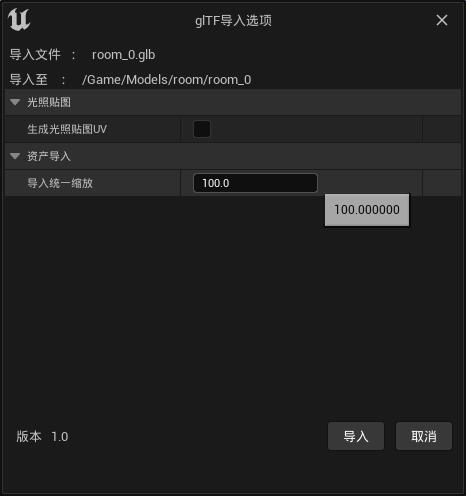 glTF导入选项
导入文件 : room_0.glb
导入至 : /Game/Models/room/room_0
光照贴图
生成光照贴图UV
资产导入
导入统一缩放 100.0
100.000000
版本 1.0 导入 取消